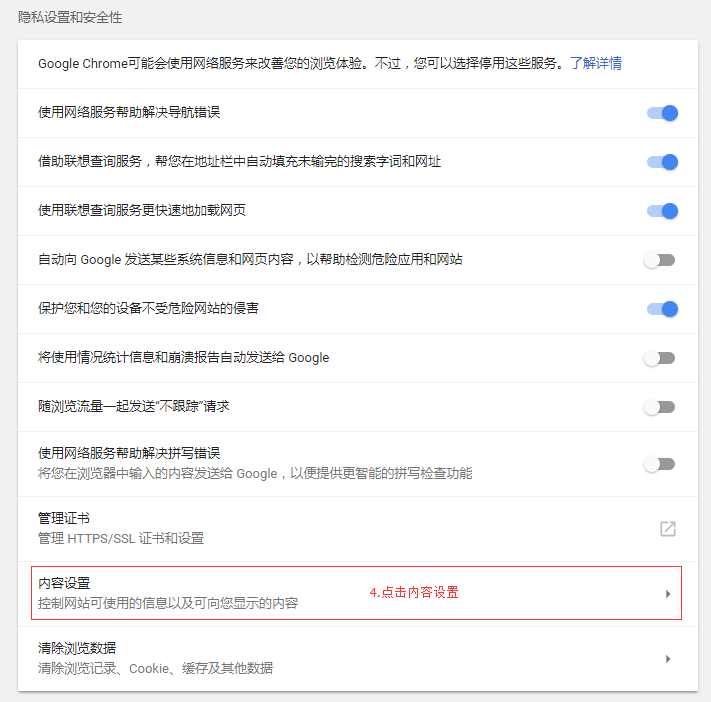 隐私设置和安全性
Google Chrome可能会使用网络服务来改善您的浏览体验。不过，您可以选择停用这些服务。了解详情
使用网络服务帮助解决导航错误
借助联想查询服务，帮您在地址栏中自动填充未输完的搜索字词和网址
使用联想查询服务更快速地加载网页
自动向 Google 发送某些系统信息和网页内容，以帮助检测危险应用和网站
保护您和您的设备不受危险网站的侵害
将使用情况统计信息和崩溃报告自动发送给 Google
随浏览流量一起发送“不跟踪”请求
使用网络服务帮助解决拼写错误
将您在浏览器中输入的内容发送给 Google，以便提供更智能的拼写检查功能
管理证书
管理 HTTPS/SSL 证书和设置
内容设置
控制网站可使用的信息以及可向您显示的内容
4.点击内容设置
清除浏览数据
清除浏览记录、Cookie、缓存及其他数据